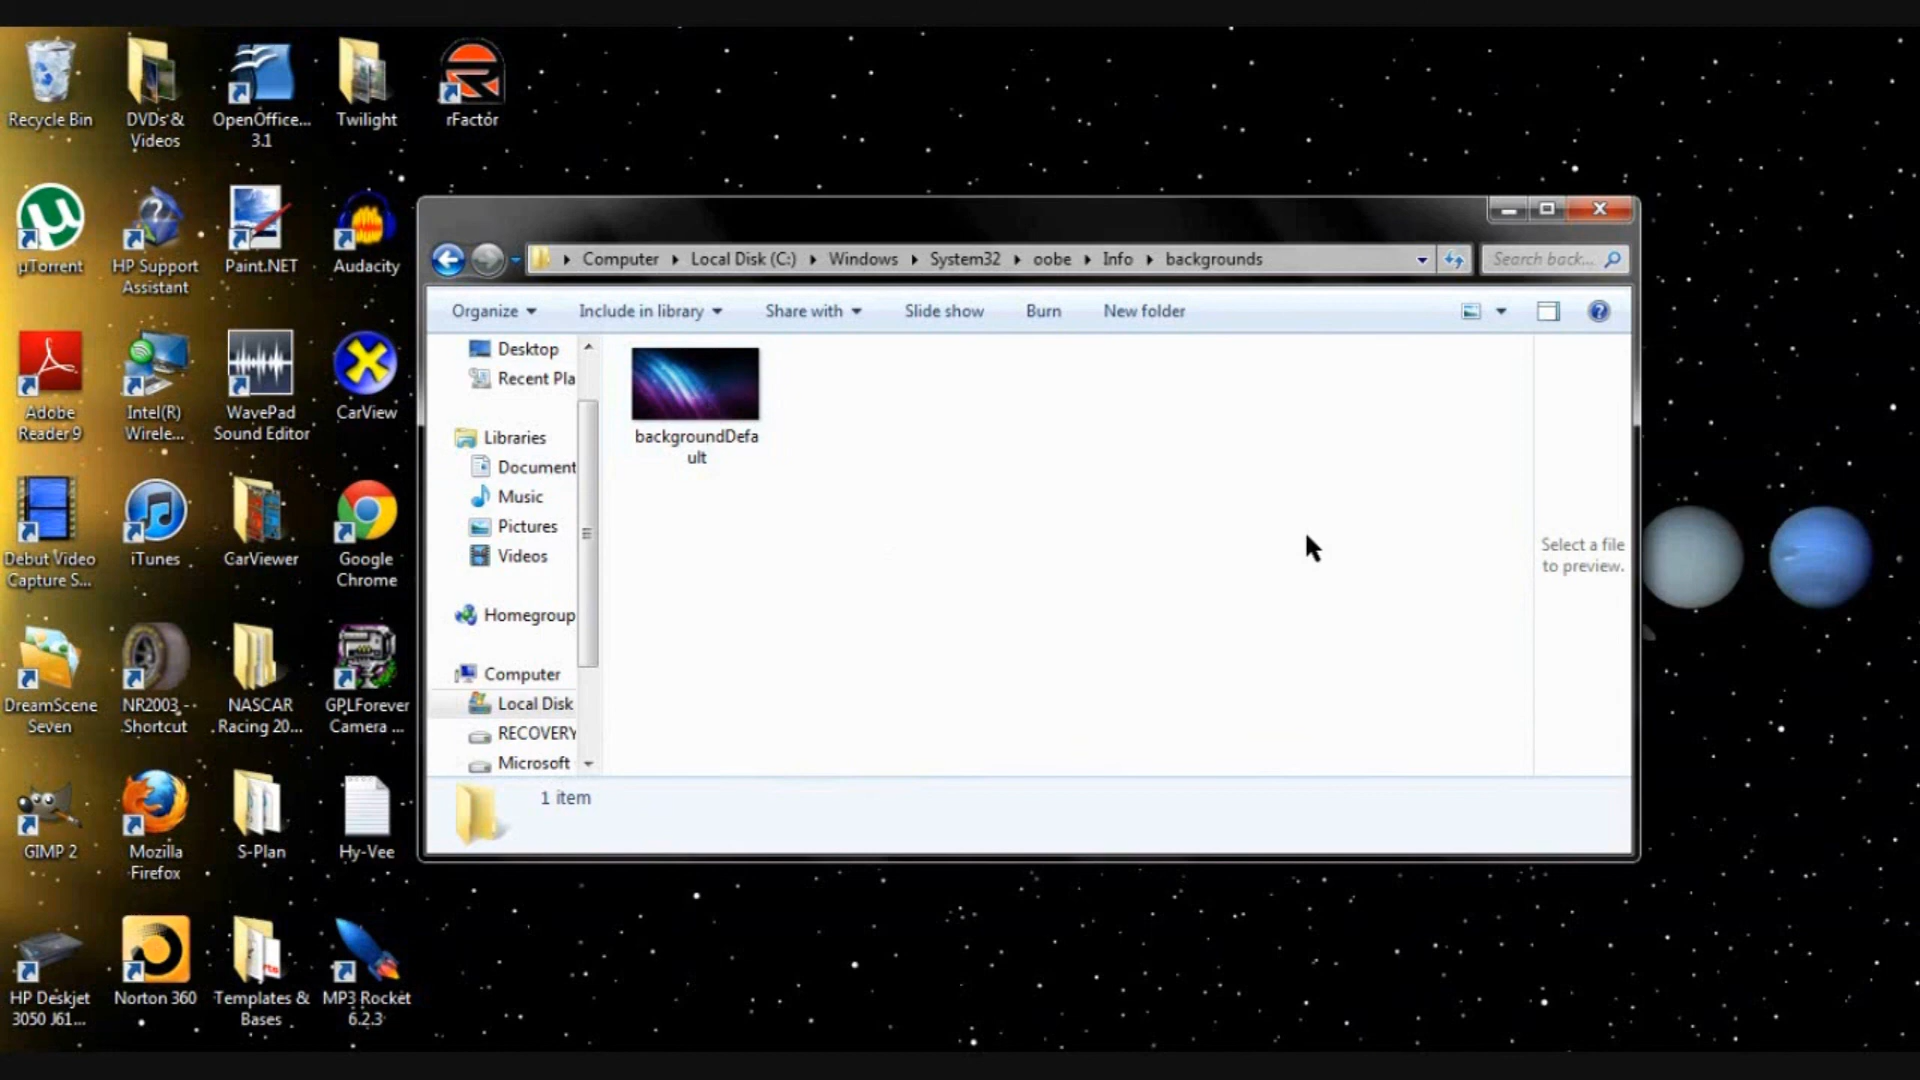 Recycle Bin
DVDs &
Videos
OpenOffice...
3.1
Twilight
rFactor
µTorrent
HP Support
Assistant
Paint.NET
Audacity
Adobe
Reader 9
Intel(R)
Wirele...
WavePad
Sound Editor
CarView
Debut Video
Capture S...
iTunes
CarViewer
Google
Chrome
DreamScene
Seven
NR2003 -
Shortcut
NASCAR
Racing 20...
GPLForever
Camera ...
GIMP 2
Mozilla
Firefox
S-Plan
Hy-Vee
HP Deskjet
3050 J61...
Norton 360
Templates &
Bases
MP3 Rocket
6.2.3
Computer Local Disk (C:) Windows System32 oobe Info backgrounds
Search back...
Organize Include in library Share with Slide show Burn New folder
Desktop
Recent Pla
Libraries
Document
Music
Pictures
Videos
Homegroup
Computer
Local Disk
RECOVERY
Microsoft
backgroundDefa
ult
Select a file
to preview.
1 item